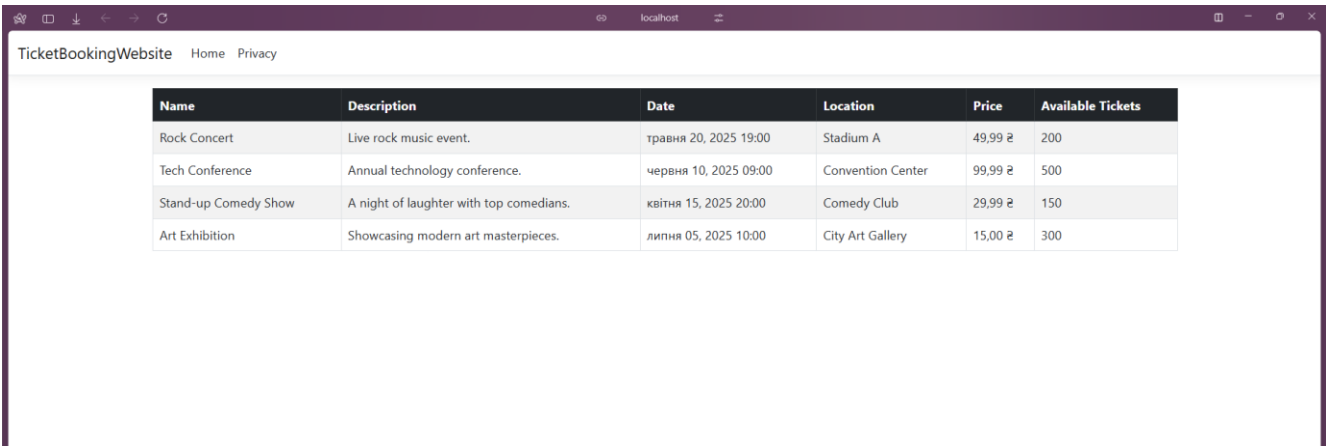 localhost
TicketBookingWebsite Home Privacy
Name Description Date Location Price Available Tickets
Rock Concert Live rock music event. травня 20, 2025 19:00 Stadium A 49,99 ₴ 200
Tech Conference Annual technology conference. червня 10, 2025 09:00 Convention Center 99,99 ₴ 500
Stand-up Comedy Show A night of laughter with top comedians. квітня 15, 2025 20:00 Comedy Club 29,99 ₴ 150
Art Exhibition Showcasing modern art masterpieces. липня 05, 2025 10:00 City Art Gallery 15,00 ₴ 300